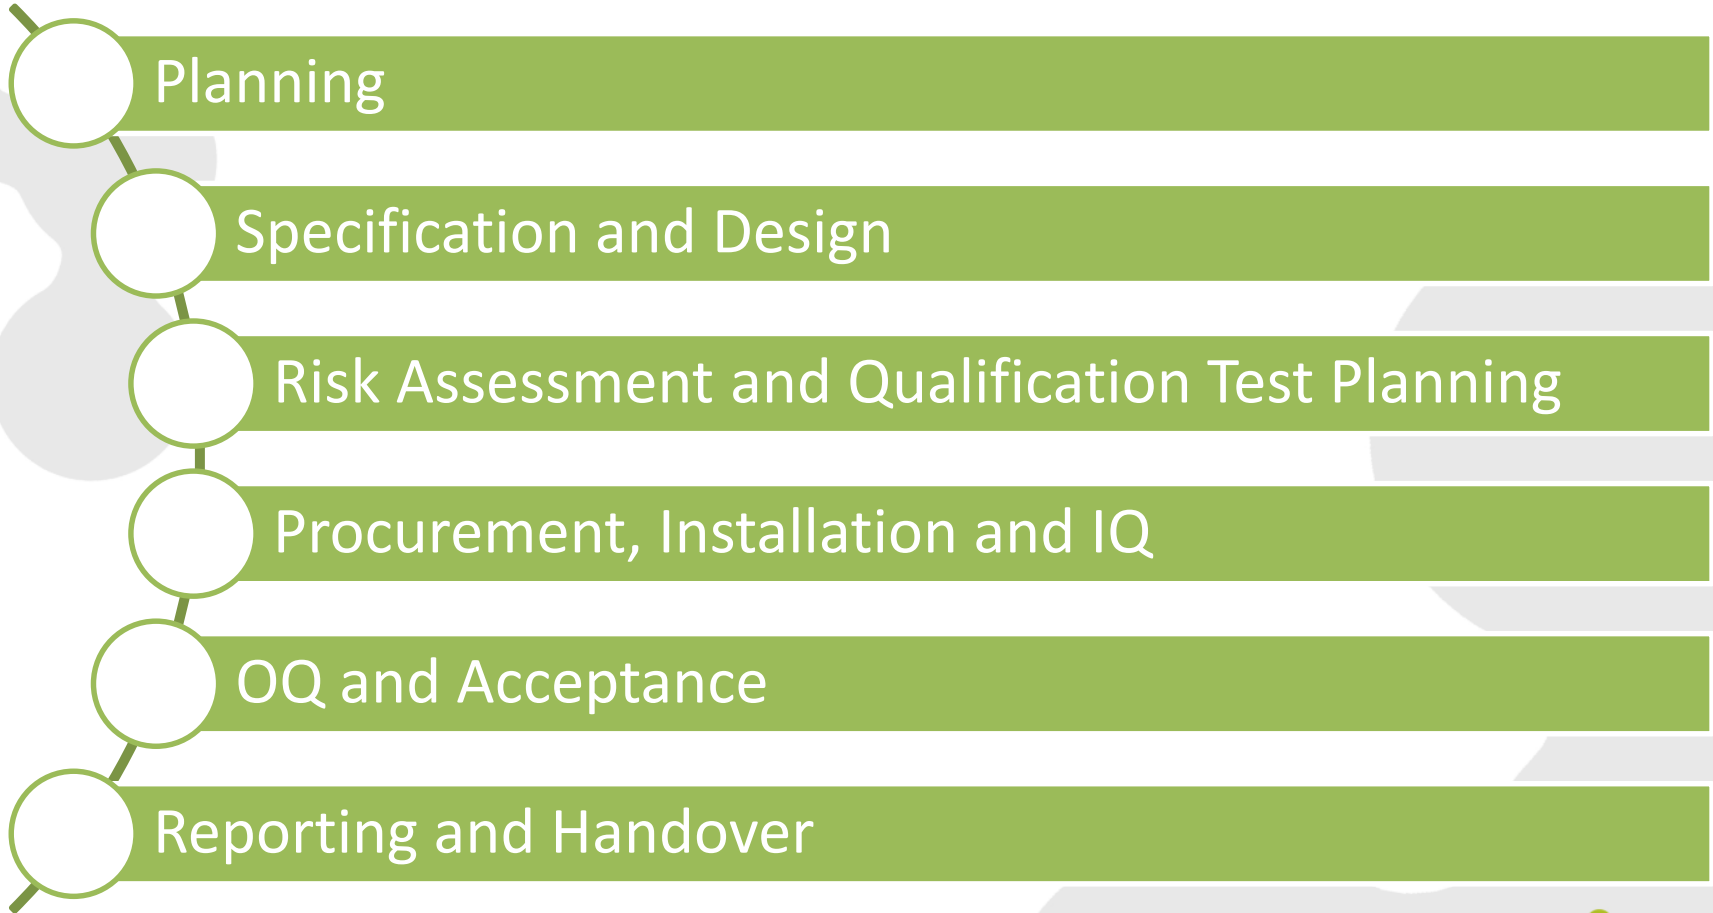 Planning
Specification and Design
Risk Assessment and Qualification Test Planning
Procurement, Installation and IQ
OQ and Acceptance
Reporting and Handover